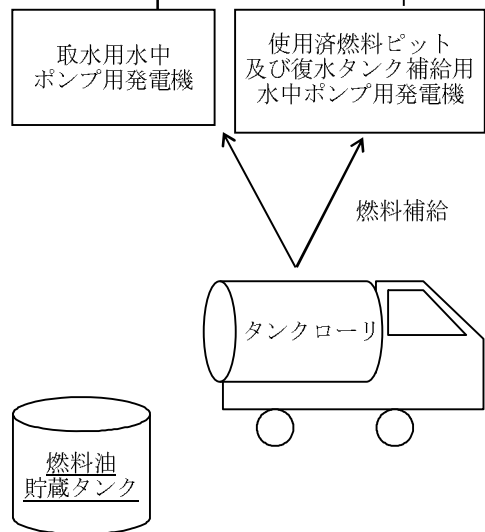 取水用水中
ポンプ用発電機
使用済燃料ピット
及び復水タンク補給用
水中ポンプ用発電機
燃料補給
タンクローリ
燃料油
貯蔵タンク